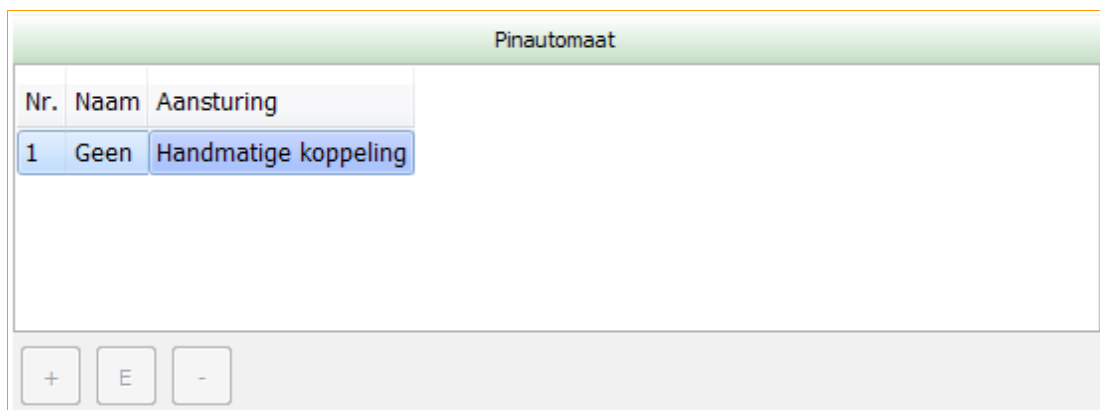 Pinautomaat
Nr. Naam Aansturing
1 Geen Handmatige koppeling
+ E -